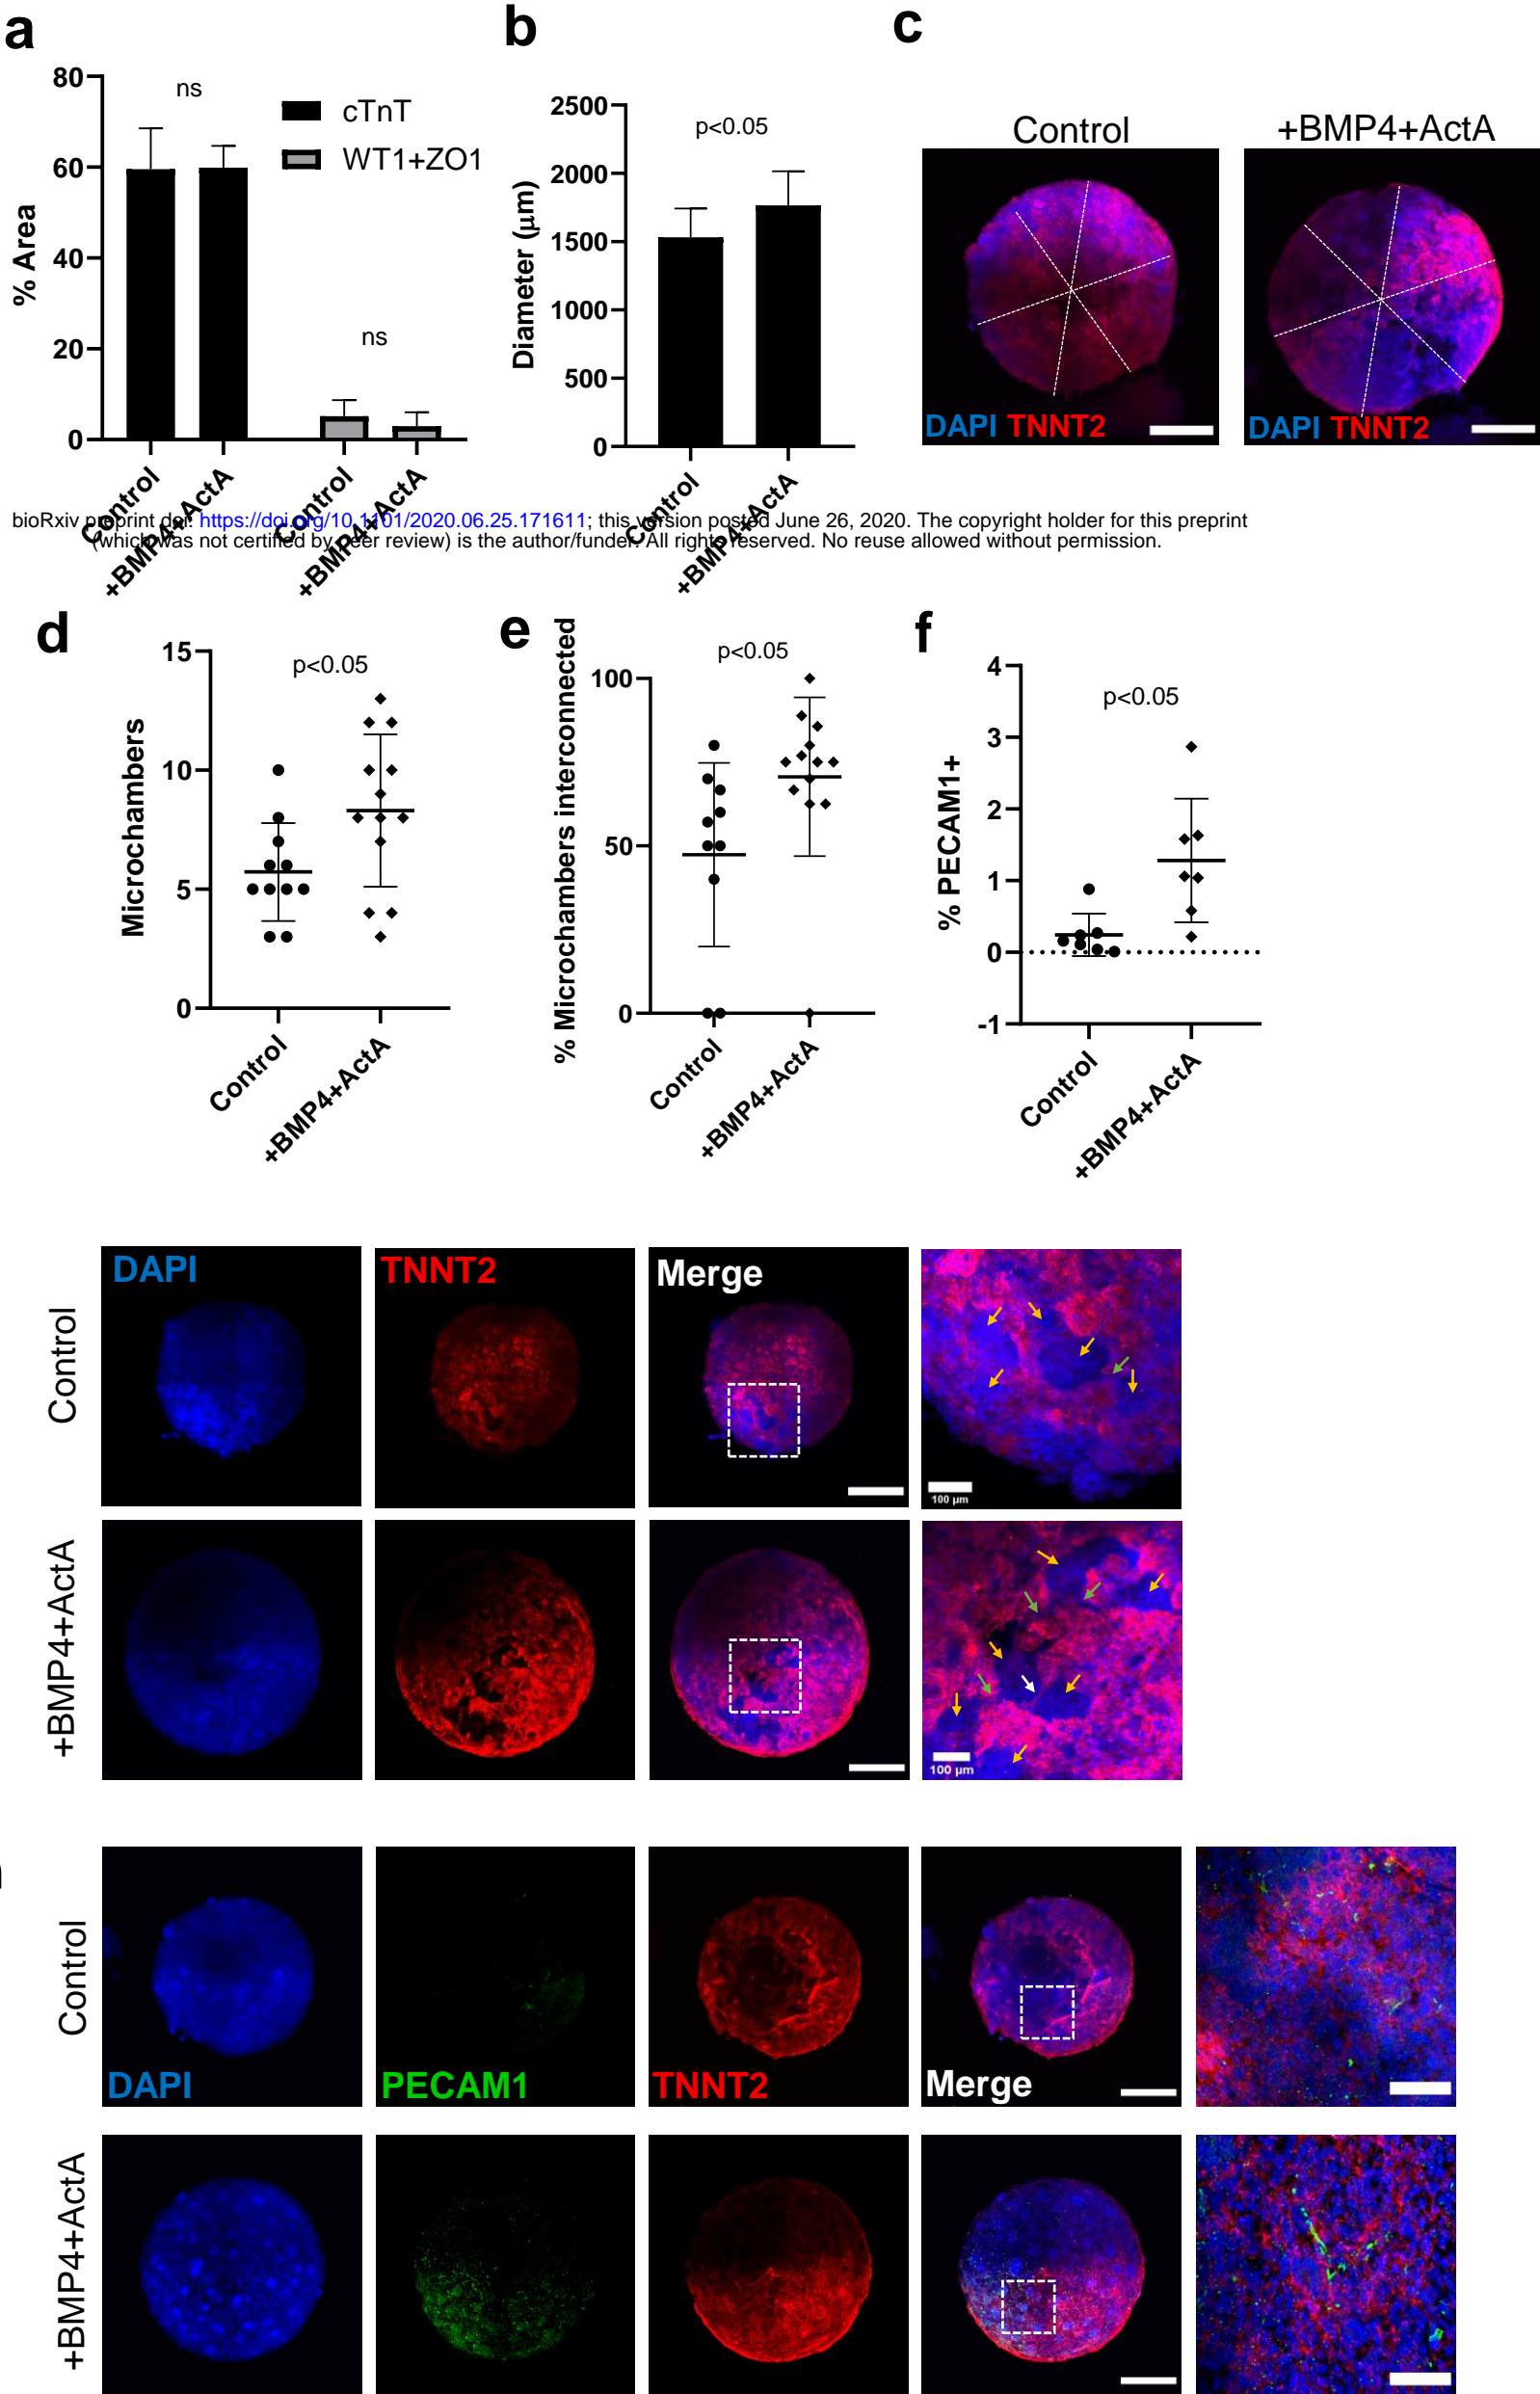 a
b
c
80
60
40
20
0
% Area
ns
ns
cTnT
WT1+ZO1
Control
+BMP4+ActA
Control
+BMP4+ActA
2500
2000
1500
1000
500
0
Diameter (μm)
p<0.05
Control
+BMP4+ActA
Control
+BMP4+ActA
DAPI TNNT2
DAPI TNNT2
bioRxiv preprint doi: https://doi.org/10.1101/2020.06.25.171611; this version posted June 26, 2020. The copyright holder for this preprint
(which was not certified by peer review) is the author/funder. All rights reserved. No reuse allowed without permission.
d
e
f
15
10
5
0
Microchambers
p<0.05
Control
+BMP4+ActA
100
50
0
% Microchambers interconnected
p<0.05
Control
+BMP4+ActA
4
3
2
1
0
-1
% PECAM1+
p<0.05
Control
+BMP4+ActA
Control
DAPI
TNNT2
Merge
100 μm
+BMP4+ActA
100 μm
Control
DAPI
PECAM1
TNNT2
Merge
+BMP4+ActA